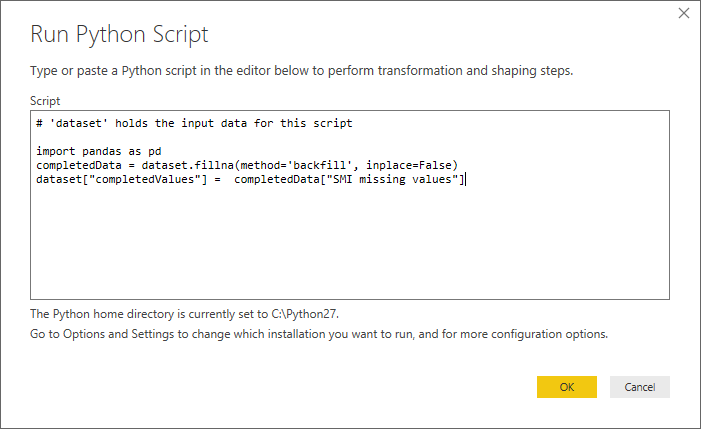 Run Python Script
Type or paste a Python script in the editor below to perform transformation and shaping steps.
Script
# 'dataset' holds the input data for this script
import pandas as pd
completedData = dataset.fillna(method='backfill', inplace=False)
dataset["completedValues"] =  completedData["SMI missing values"]
The Python home directory is currently set to C:\Python27.
Go to Options and Settings to change which installation you want to run, and for more configuration options.
OK
Cancel